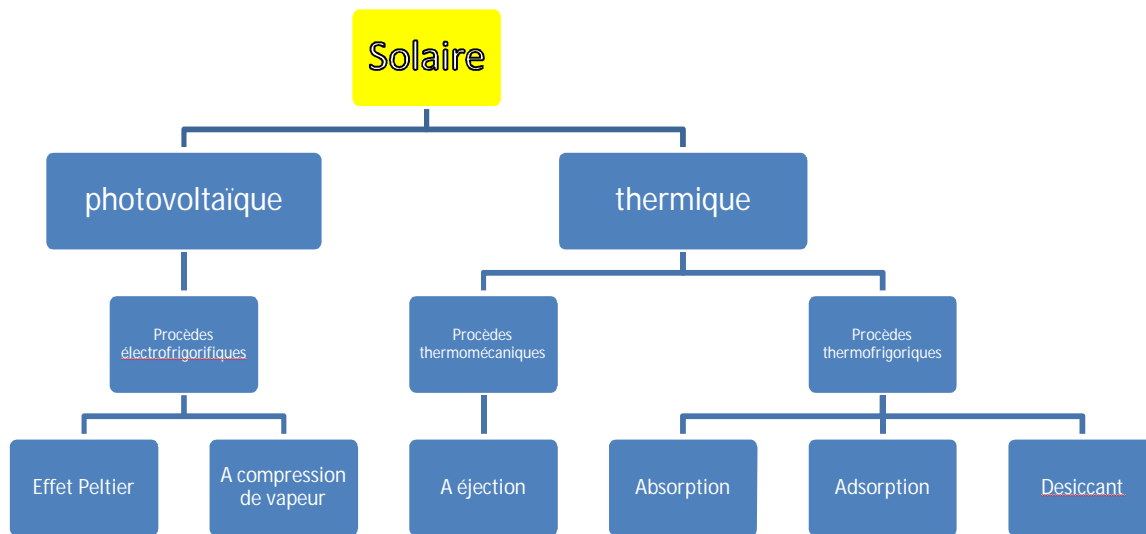 Solaire
photovoltaïque
thermique
Procèdes
électrofrigorifiques
Procèdes
thermomécaniques
Procèdes
thermofrigoriques
Effet Peltier
A compression
de vapeur
A éjection
Absorption
Adsorption
Desiccant